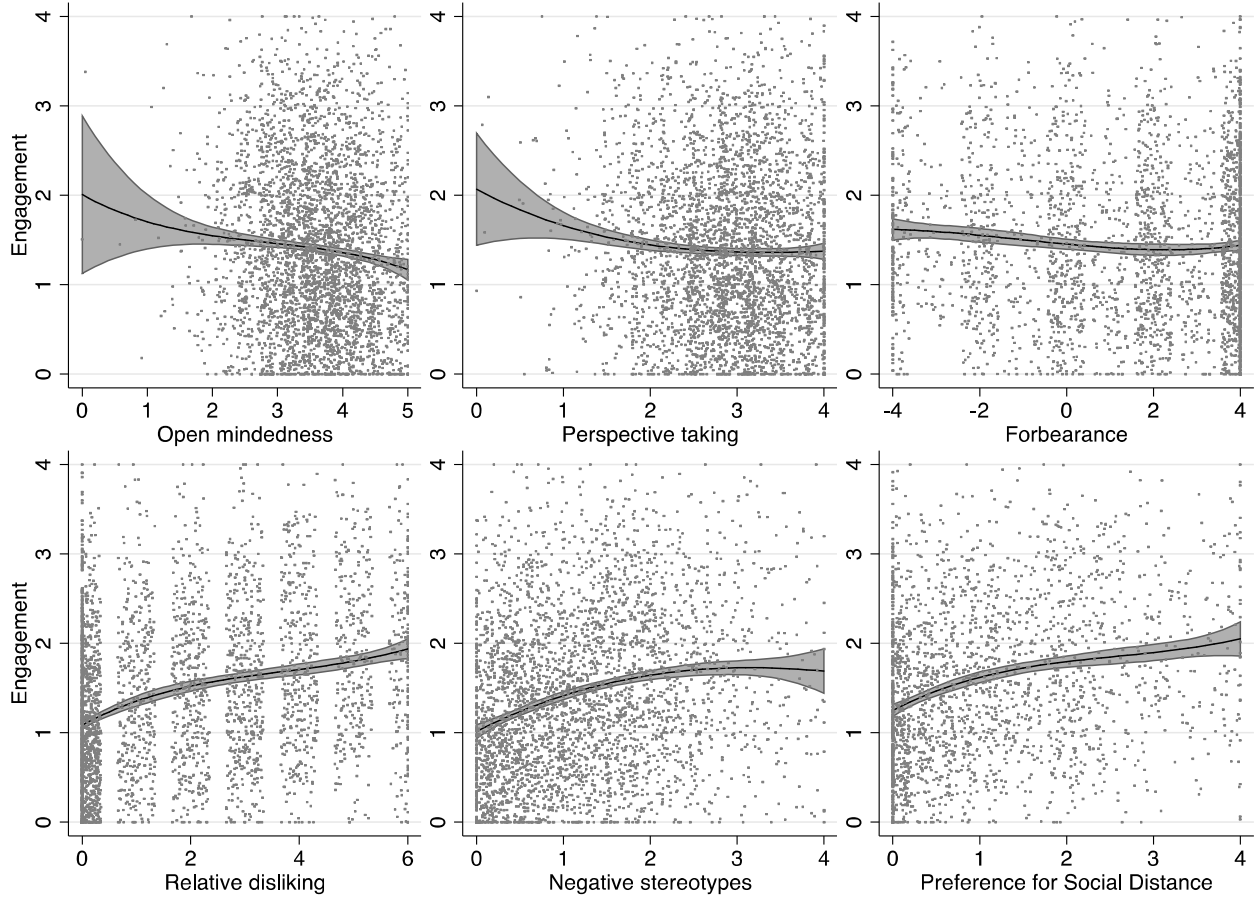 4
3
2
1
0
Engagement
0 1 2 3 4 5
Open mindedness
4
3
2
1
0
0 1 2 3 4
Perspective taking
4
3
2
1
0
-4 -2 0 2 4
Forbearance
4
3
2
1
0
Engagement
0 2 4 6
Relative disliking
4
3
2
1
0
0 1 2 3 4
Negative stereotypes
4
3
2
1
0
0 1 2 3 4
Preference for Social Distance